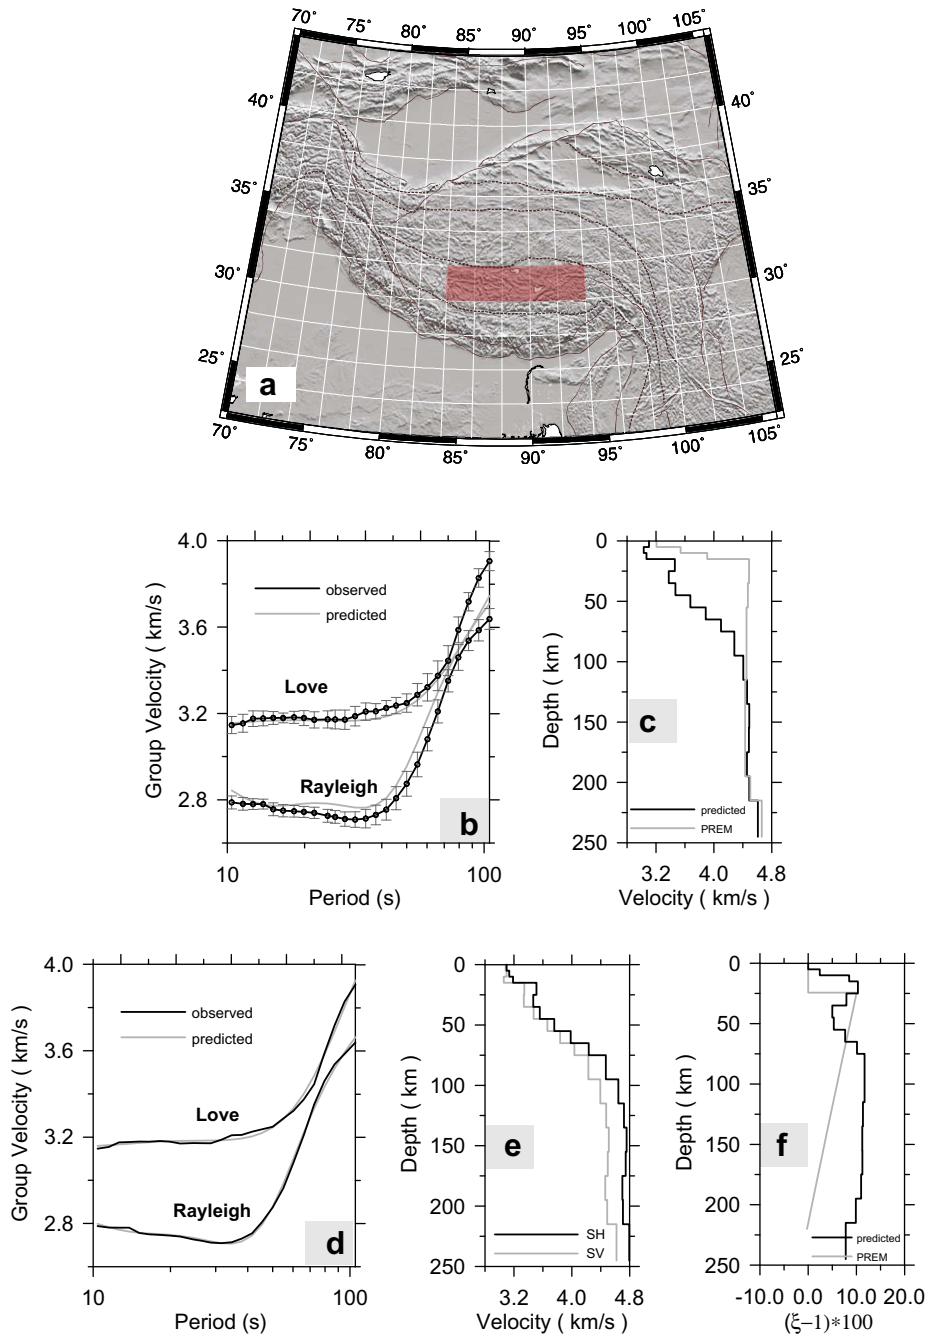 70° 75° 80° 85° 90° 95° 100° 105°
40° 40°
35° 35°
30° 30°
25° 25°
a
70° 75° 80° 85° 90° 95° 100° 105°
4.0
3.6
3.2
2.8
Group Velocity ( km/s )
observed
predicted
Love
Rayleigh
b
10 100
Period (s)
0
50
100
150
200
250
Depth ( km )
c
predicted
PREM
3.2 4.0 4.8
Velocity ( km/s )
4.0
3.6
3.2
2.8
Group Velocity ( km/s )
observed
predicted
Love
Rayleigh
d
10 100
Period (s)
0
50
100
150
200
250
Depth ( km )
e
SH
SV
3.2 4.0 4.8
Velocity ( km/s )
0
50
100
150
200
250
Depth ( km )
f
predicted
PREM
-10.0 0.0 10.0 20.0
(ξ−1)∗100